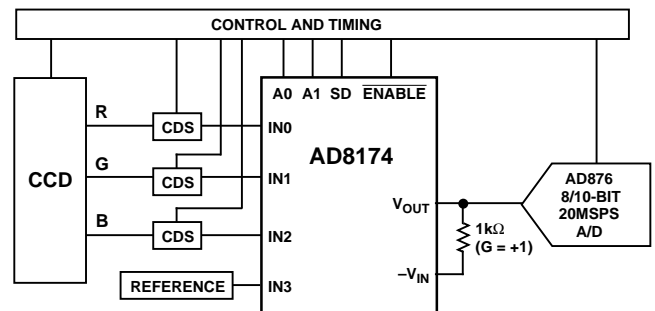 CONTROL AND TIMING
A0 A1 SD ENABLE
R
CDS
IN0
AD8174
G
CCD
CDS
IN1
AD876
8/10-BIT
20MSPS
A/D
VOUT
B
CDS
IN2
1kΩ
(G = +1)
–VIN
REFERENCE
IN3